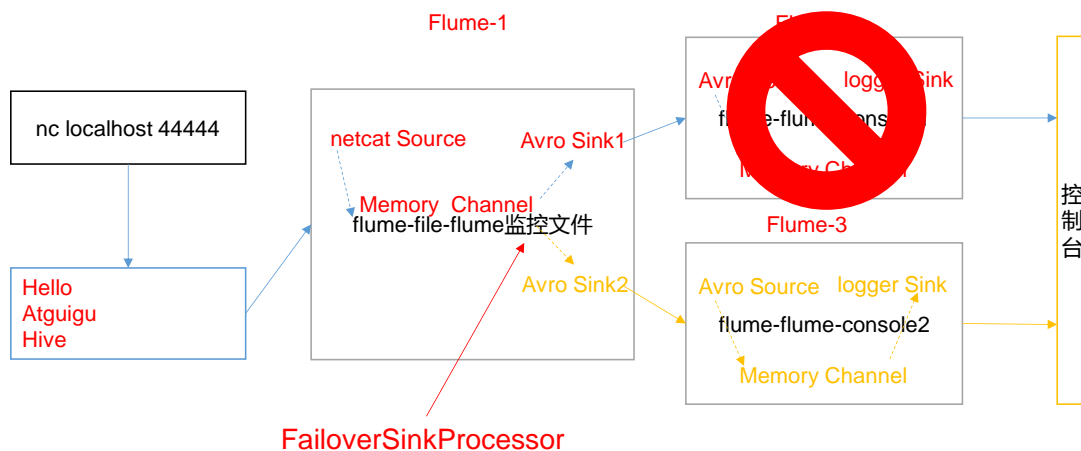 Flume-1
nc localhost 44444
netcat Source
Avro Sink1
Memory  Channel
flume-file-flume监控文件
Avro Sink2
Hello
Atguigu
Hive
FailoverSinkProcessor
logger Sink
Flume-3
Avro Source
logger Sink
flume-flume-console2
Memory Channel
控
制
台